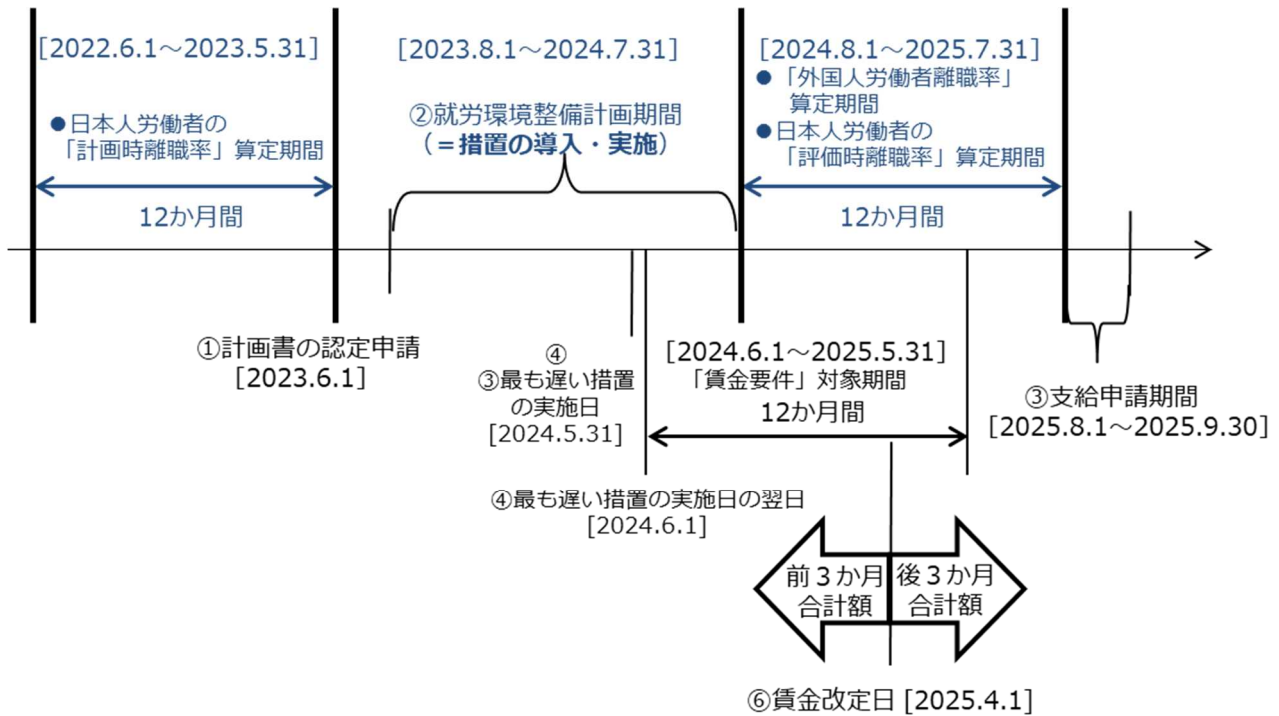 [2022.6.1～2023.5.31]
●日本人労働者の
「計画時離職率」算定期間
12か月間
[2023.8.1～2024.7.31]
②就労環境整備計画期間
（＝措置の導入・実施）
[2024.8.1～2025.7.31]
●「外国人労働者離職率」
算定期間
●日本人労働者の
「評価時離職率」算定期間
12か月間
①計画書の認定申請
[2023.6.1]
④
③最も遅い措置
の実施日
[2024.5.31]
[2024.6.1～2025.5.31]
「賃金要件」対象期間
12か月間
③支給申請期間
[2025.8.1～2025.9.30]
④最も遅い措置の実施日の翌日
[2024.6.1]
前３か月
合計額
後３か月
合計額
⑥賃金改定日 [2025.4.1]